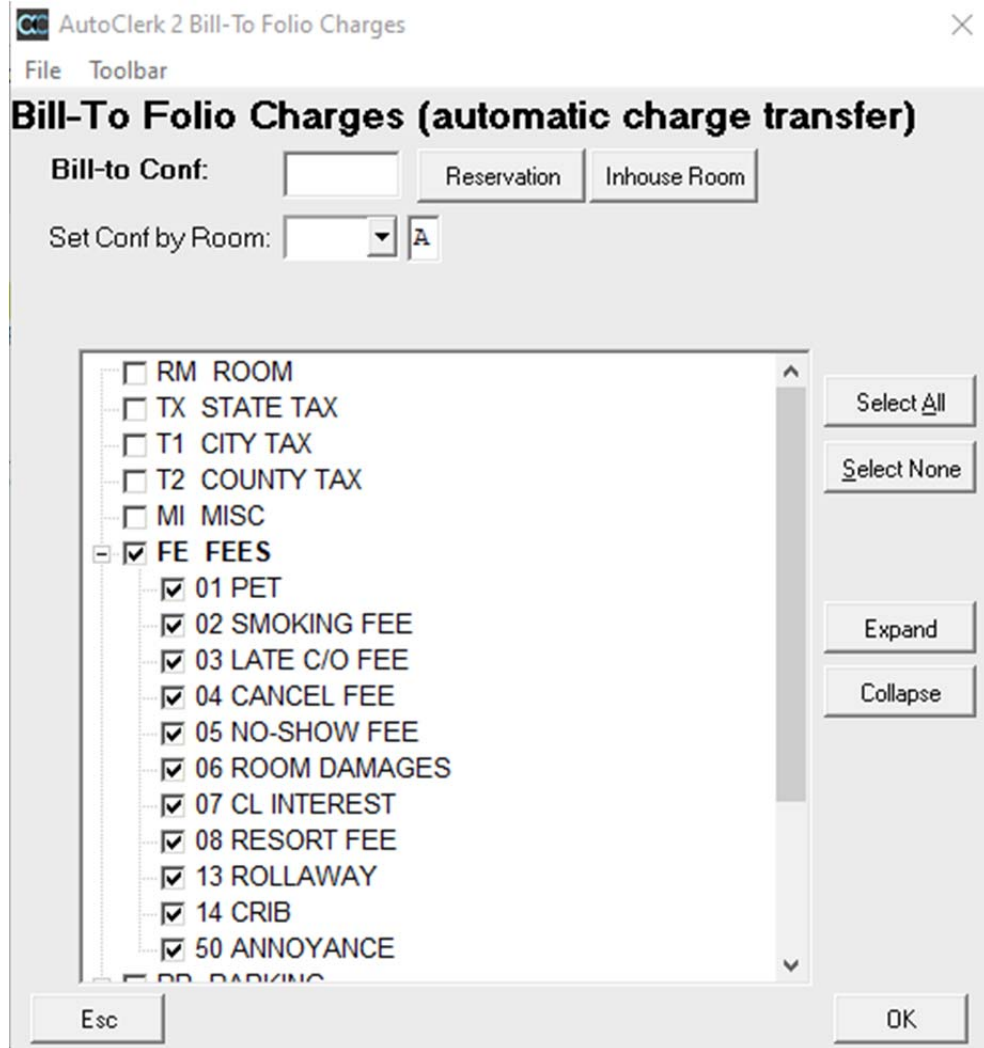 AutoClerk 2 Bill-To Folio Charges
File Toolbar
Bill-To Folio Charges (automatic charge transfer)
Bill-to Conf: Reservation Inhouse Room
Set Conf by Room: A
RM ROOM
TX STATE TAX
T1 CITY TAX
T2 COUNTY TAX
MI MISC
FE FEES
01 PET
02 SMOKING FEE
03 LATE C/O FEE
04 CANCEL FEE
05 NO-SHOW FEE
06 ROOM DAMAGES
07 CL INTEREST
08 RESORT FEE
13 ROLLAWAY
14 CRIB
50 ANNOYANCE
PARKING
Select All
Select None
Expand
Collapse
Esc OK